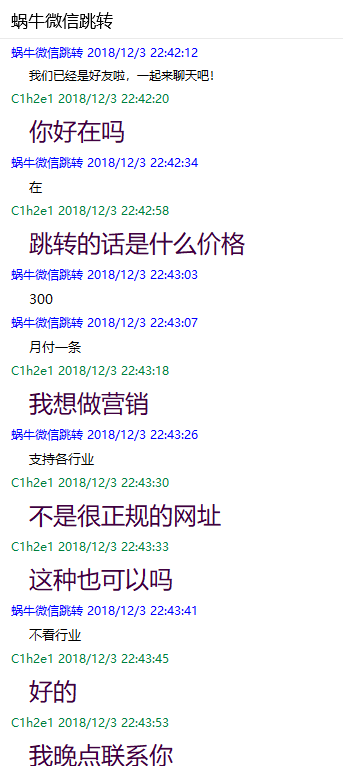 蜗牛微信跳转
蜗牛微信跳转 2018/12/3 22:42:12
我们已经是好友啦，一起来聊天吧！
C1h2e1 2018/12/3 22:42:20
你好在吗
蜗牛微信跳转 2018/12/3 22:42:34
在
C1h2e1 2018/12/3 22:42:58
跳转的话是什么价格
蜗牛微信跳转 2018/12/3 22:43:03
300
蜗牛微信跳转 2018/12/3 22:43:07
月付一条
C1h2e1 2018/12/3 22:43:18
我想做营销
蜗牛微信跳转 2018/12/3 22:43:26
支持各行业
C1h2e1 2018/12/3 22:43:30
不是很正规的网址
C1h2e1 2018/12/3 22:43:33
这种也可以吗
蜗牛微信跳转 2018/12/3 22:43:41
不看行业
C1h2e1 2018/12/3 22:43:45
好的
C1h2e1 2018/12/3 22:43:53
我晚点联系你